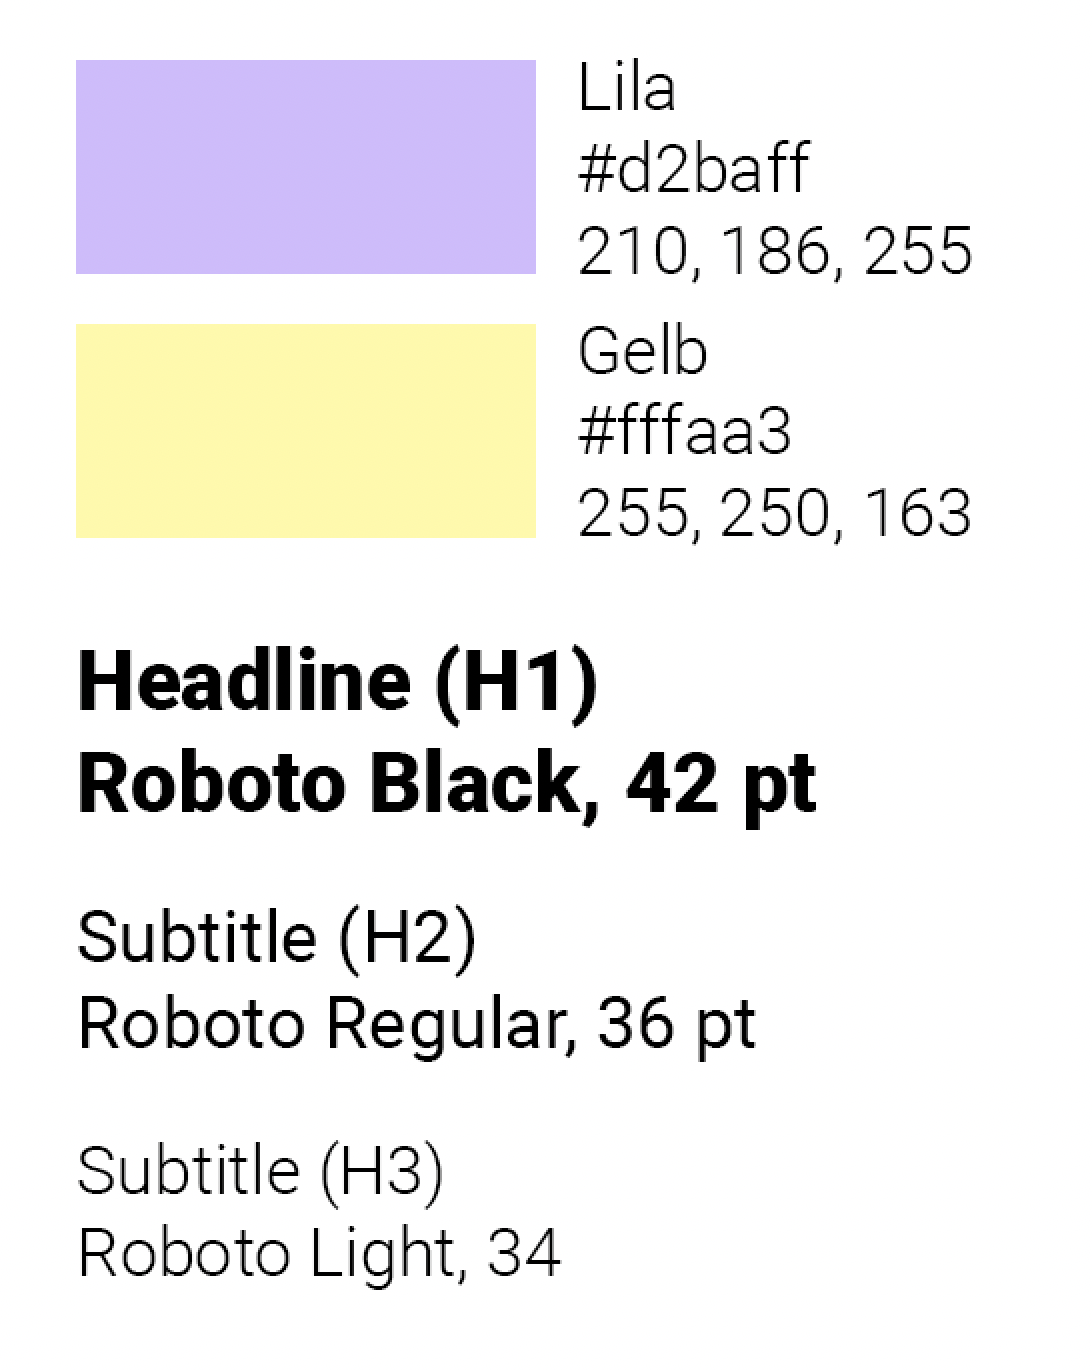 Lila
#d2baff
210, 186, 255
Gelb
#fffaa3
255, 250, 163
Headline (H1)
Roboto Black, 42 pt
Subtitle (H2)
Roboto Regular, 36 pt
Subtitle (H3)
Roboto Light, 34